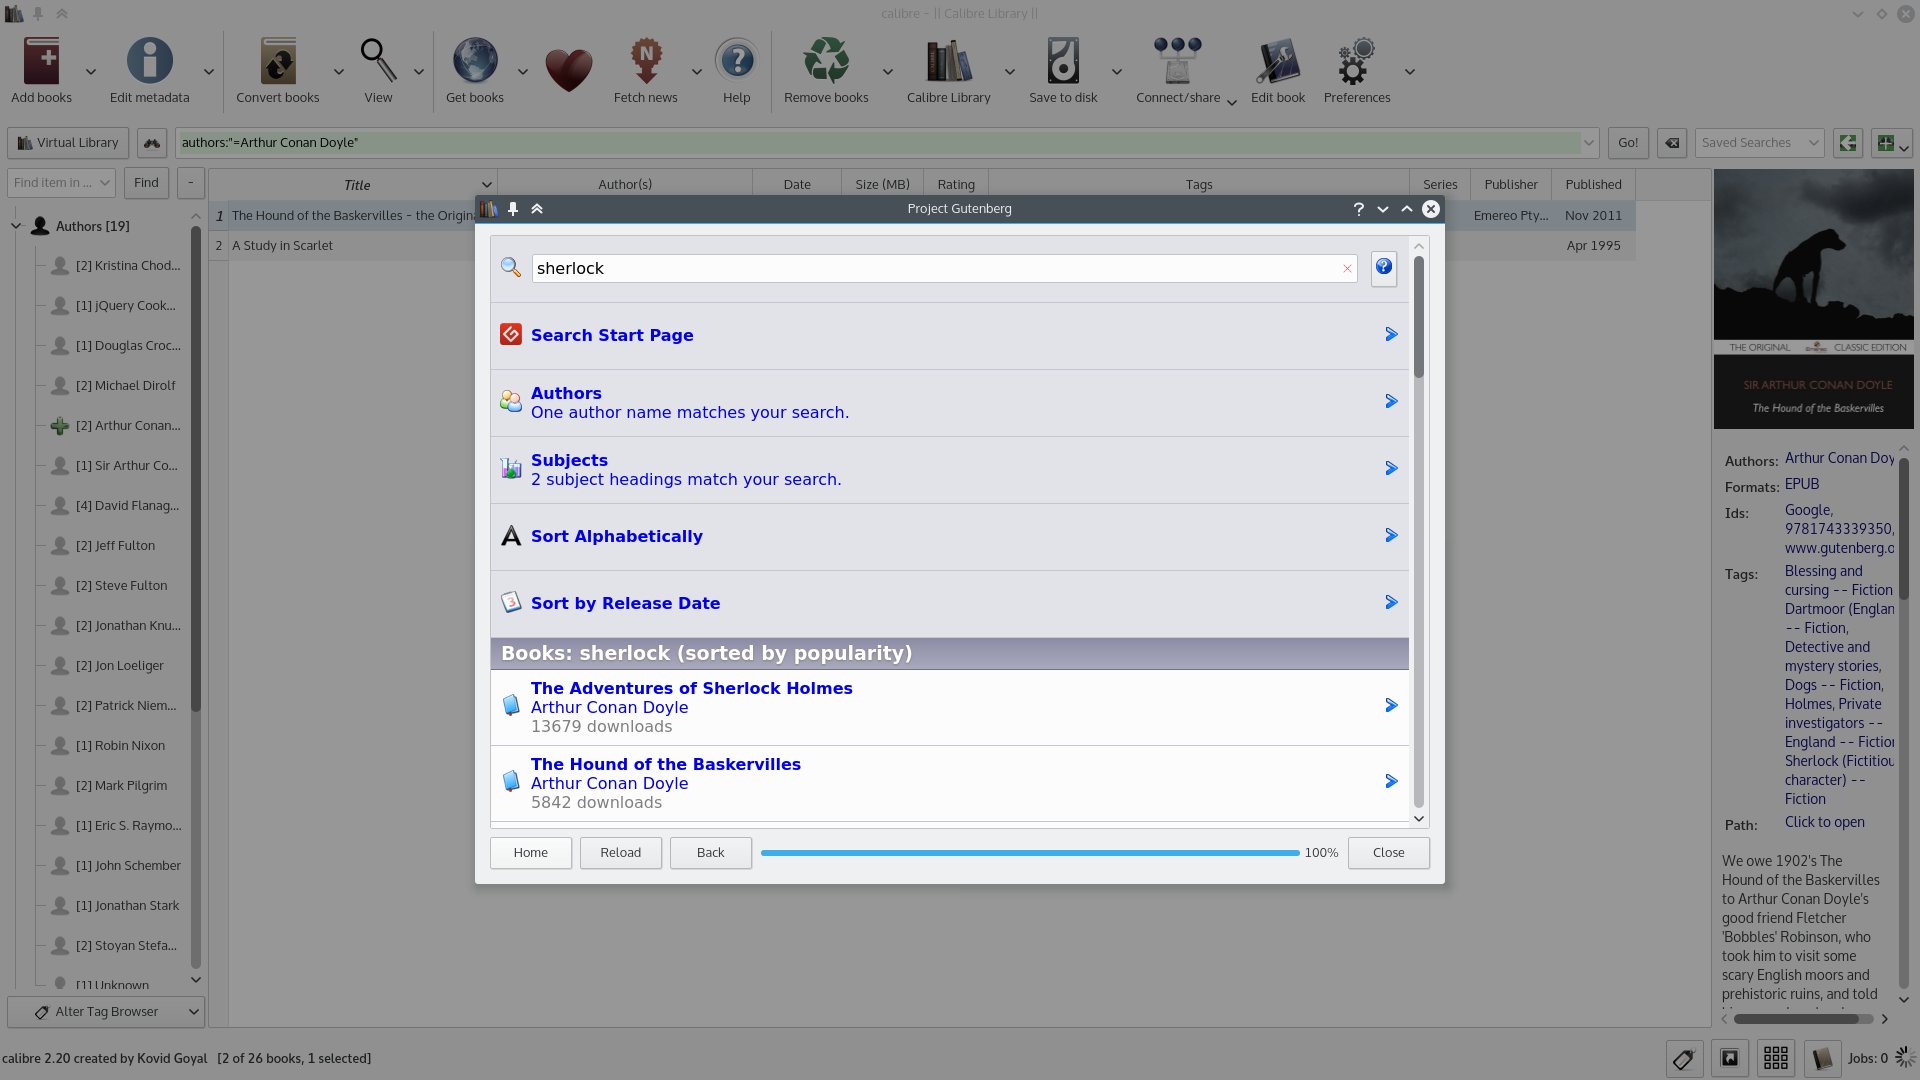 calibre - || Calibre Library ||
Add books
Edit metadata
Convert books
View
Get books
Fetch news
Help
Remove books
Calibre Library
Save to disk
Connect/share
Edit book
Preferences
Virtual Library
authors:"=Arthur Conan Doyle"
Go!
Saved Searches
Find item in ...
Find
-
Title
Author(s)
Date
Size (MB)
Rating
Tags
Series
Publisher
Published
1 The Hound of the Baskervilles - the Origina
Emereo Pty...
Nov 2011
2 A Study in Scarlet
Apr 1995
Authors [19]
[2] Kristina Chod...
[1] jQuery Cook...
[1] Douglas Croc...
[2] Michael Dirolf
[2] Arthur Conan...
[1] Sir Arthur Co...
[4] David Flanag...
[2] Jeff Fulton
[2] Steve Fulton
[2] Jonathan Knu...
[2] Jon Loeliger
[2] Patrick Niem...
[1] Robin Nixon
[2] Mark Pilgrim
[1] Eric S. Raymo...
[1] John Schember
[1] Jonathan Stark
[2] Stoyan Stefa...
[1] Unknown
Alter Tag Browser
Project Gutenberg
sherlock
Search Start Page
Authors
One author name matches your search.
Subjects
2 subject headings match your search.
Sort Alphabetically
Sort by Release Date
Books: sherlock (sorted by popularity)
The Adventures of Sherlock Holmes
Arthur Conan Doyle
13679 downloads
The Hound of the Baskervilles
Arthur Conan Doyle
5842 downloads
Home
Reload
Back
100%
Close
THE ORIGINAL CLASSIC EDITION
SIR ARTHUR CONAN DOYLE
The Hound of the Baskervilles
Authors: Arthur Conan Doy
Formats: EPUB
Ids: Google,
9781743339350,
www.gutenberg.o
Tags: Blessing and
cursing -- Fiction
Dartmoor (Englan
-- Fiction,
Detective and
mystery stories,
Dogs -- Fiction,
Holmes, Private
investigators --
England -- Fiction
Sherlock (Fictitiou
character) --
Fiction
Path: Click to open
We owe 1902's The
Hound of the Baskervilles
to Arthur Conan Doyle's
good friend Fletcher
'Bobbles' Robinson, who
took him to visit some
scary English moors and
prehistoric ruins, and told
calibre 2.20 created by Kovid Goyal [2 of 26 books, 1 selected]
Jobs: 0